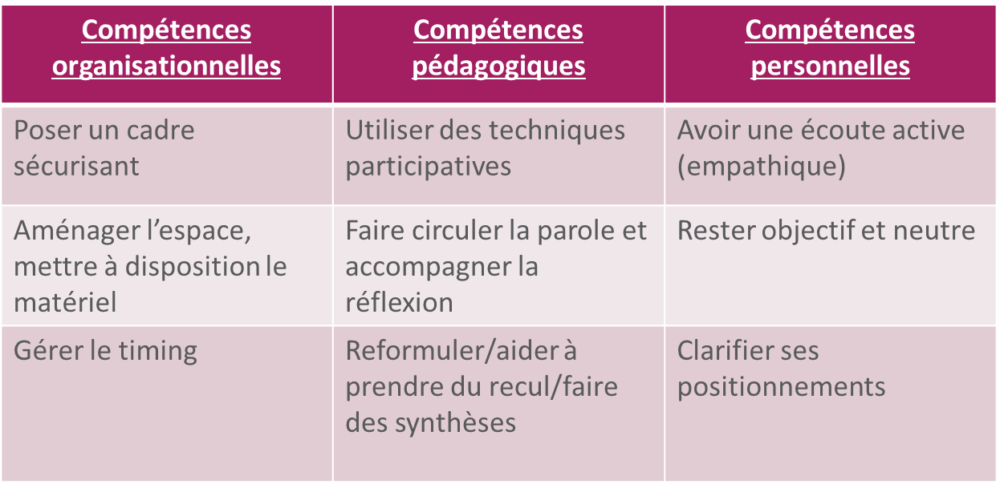 Compétences
organisationnelles
Compétences
pédagogiques
Compétences
personnelles
Poser un cadre
sécurisant
Utiliser des techniques
participatives
Avoir une écoute active
(empathique)
Aménager l’espace,
mettre à disposition le
matériel
Faire circuler la parole et
accompagner la
réflexion
Rester objectif et neutre
Gérer le timing
Reformuler/aider à
prendre du recul/faire
des synthèses
Clarifier ses
positionnements